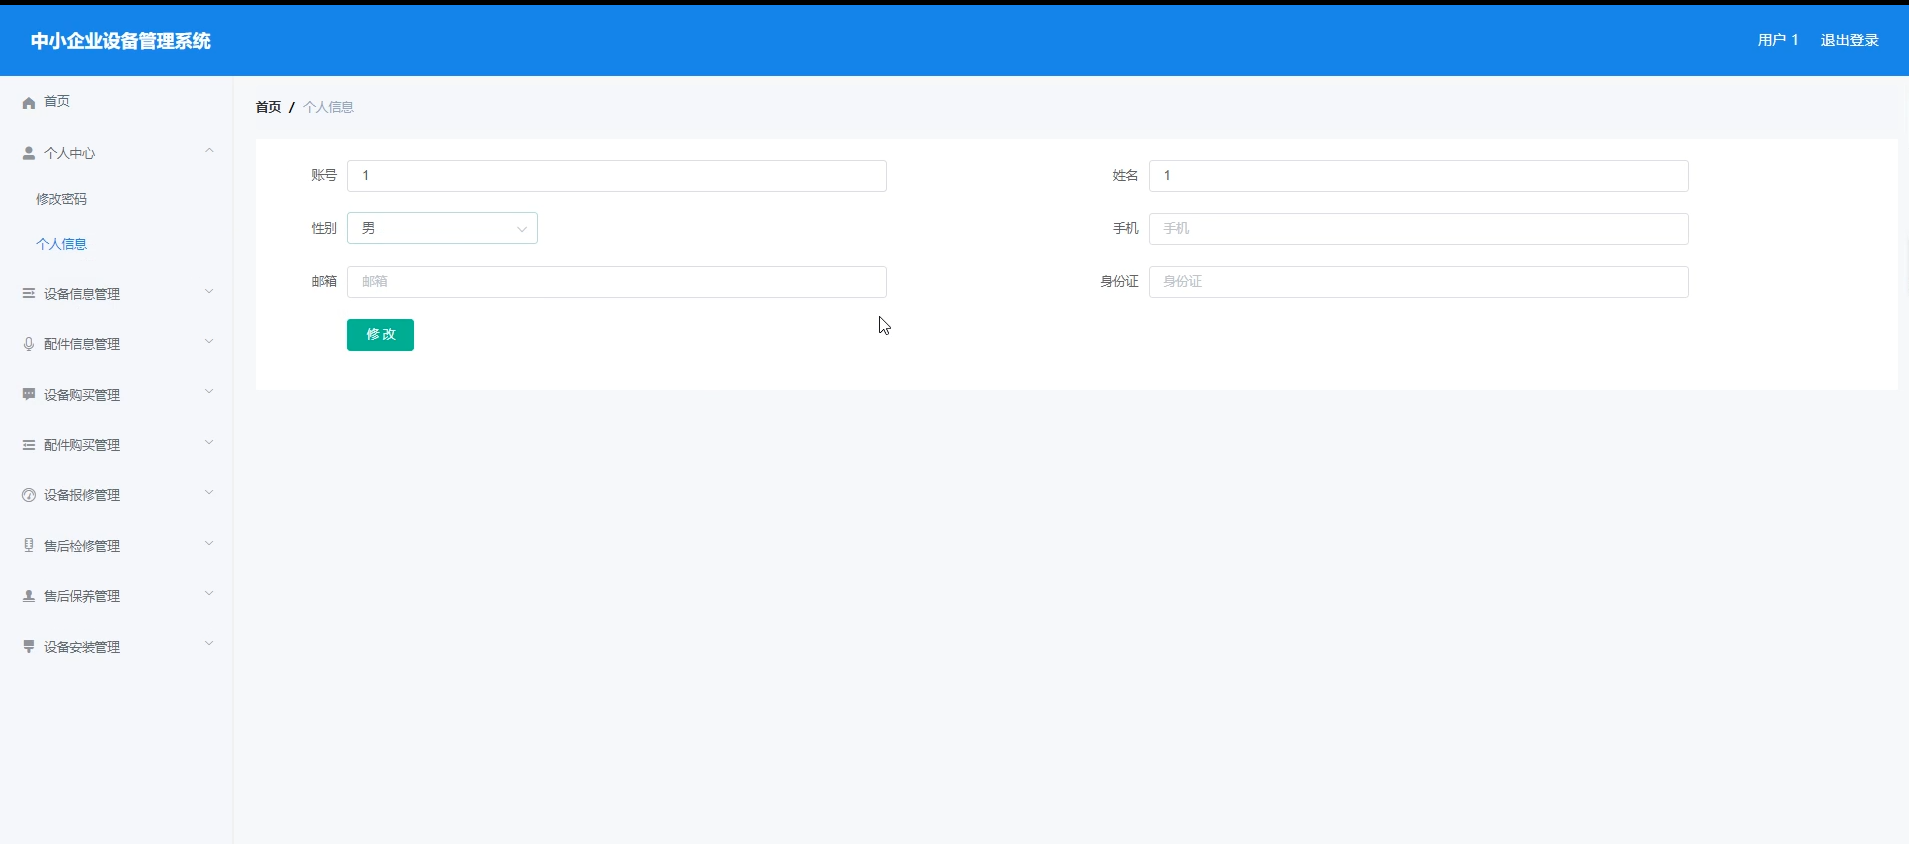 中小企业设备管理系统
用户 1 退出登录
首页
个人中心
修改密码
个人信息
设备信息管理
配件信息管理
设备购买管理
配件购买管理
设备报修管理
售后检修管理
售后保养管理
设备安装管理
首页 / 个人信息
账号 1
姓名 1
性别 男
手机 手机
邮箱 邮箱
身份证 身份证
修改